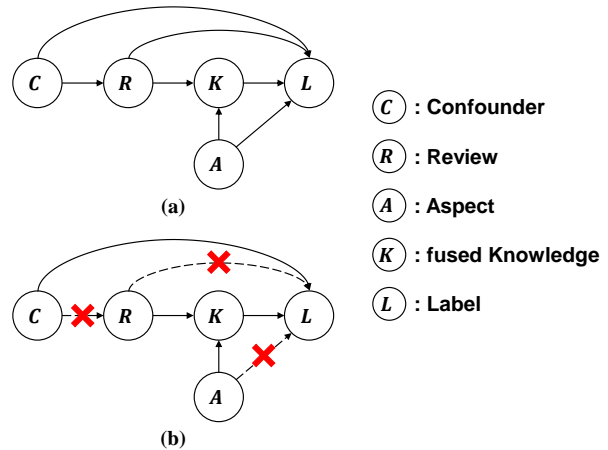 C R K L
A
(a)
C R K L
A
(b)
C : Confounder
R : Review
A : Aspect
K : fused Knowledge
L : Label